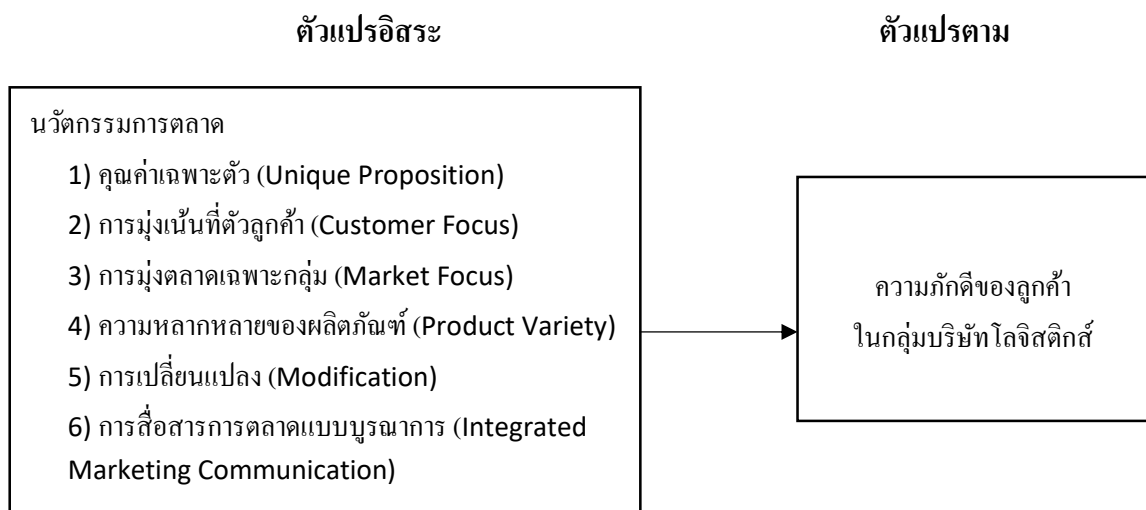 ตัวแปรอิสระ
ตัวแปรตาม
นวัตกรรมการตลาด
1) คุณค่าเฉพาะตัว (Unique Proposition)
2) การมุ่งเน้นที่ตัวลูกค้า (Customer Focus)
3) การมุ่งตลาดเฉพาะกลุ่ม (Market Focus)
4) ความหลากหลายของผลิตภัณฑ์ (Product Variety)
5) การเปลี่ยนแปลง (Modification)
6) การสื่อสารการตลาดแบบบูรณาการ (Integrated
Marketing Communication)
ความภักดีของลูกค้า
ในกลุ่มบริษัทโลจิสติกส์